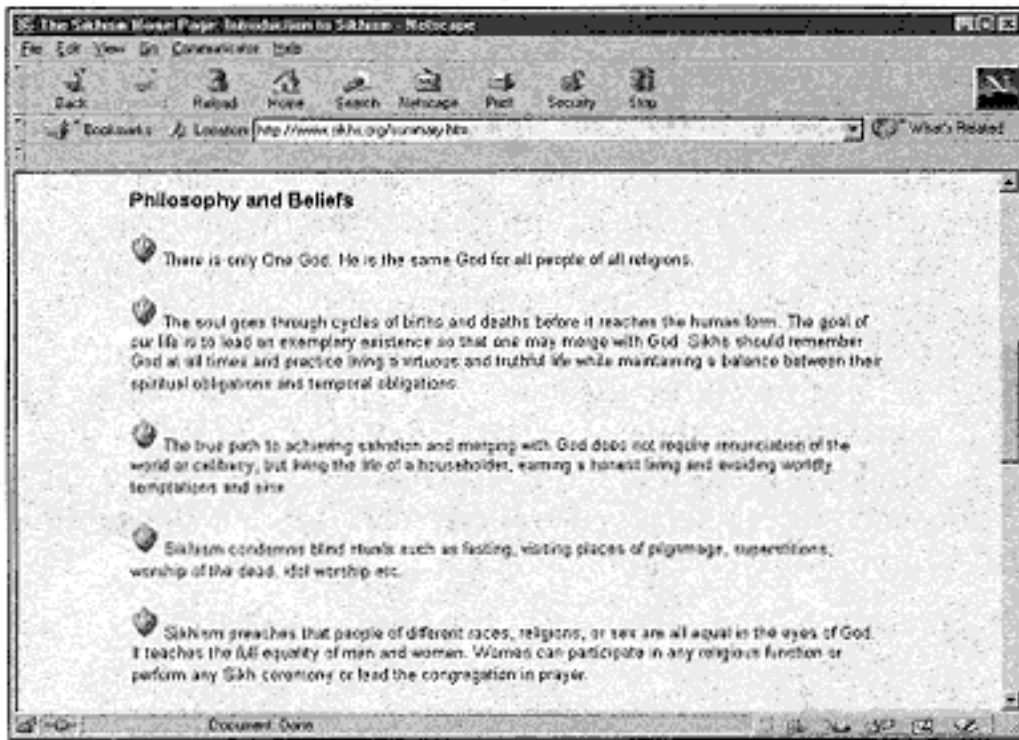 The Sikhism Home Page: Introduction to Sikhism - Netscape
File Edit View Go Communicator Help
Back Reload Home Search Netscape Print Security Stop
Bookmarks Location http://www.sikhs.org/summary.htm What's Related
Philosophy and Beliefs
There is only One God. He is the same God for all people of all religions.
The soul goes through cycles of births and deaths before it reaches the human form. The goal of
our life is to lead an exemplary existence so that one may merge with God. Sikhs should remember
God at all times and practice living a virtuous and truthful life while maintaining a balance between their
spiritual obligations and temporal obligations.
The true path to achieving salvation and merging with God does not require renunciation of the
world or celibacy, but living the life of a householder, earning a honest living and avoiding worldly
temptations and sins.
Sikhism condemns blind rituals such as fasting, visiting places of pilgrimage, superstitions,
worship of the dead, idol worship etc.
Sikhism preaches that people of different races, religions, or sex are all equal in the eyes of God.
It teaches the full equality of men and women. Women can participate in any religious function or
perform any Sikh ceremony or lead the congregation in prayer.
Document: Done